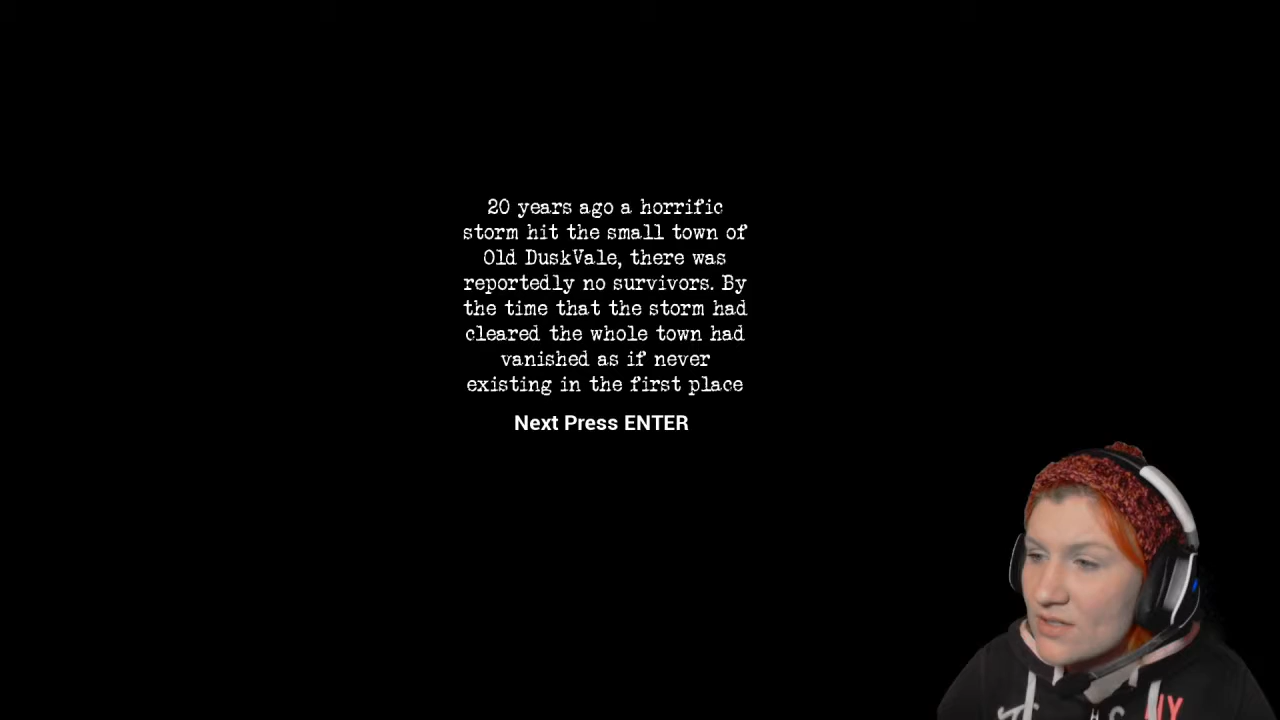 20 years ago a horrific
storm hit the small town of
Old DuskVale, there was
reportedly no survivors. By
the time that the storm had
cleared the whole town had
vanished as if never
existing in the first place
Next Press ENTER
NY